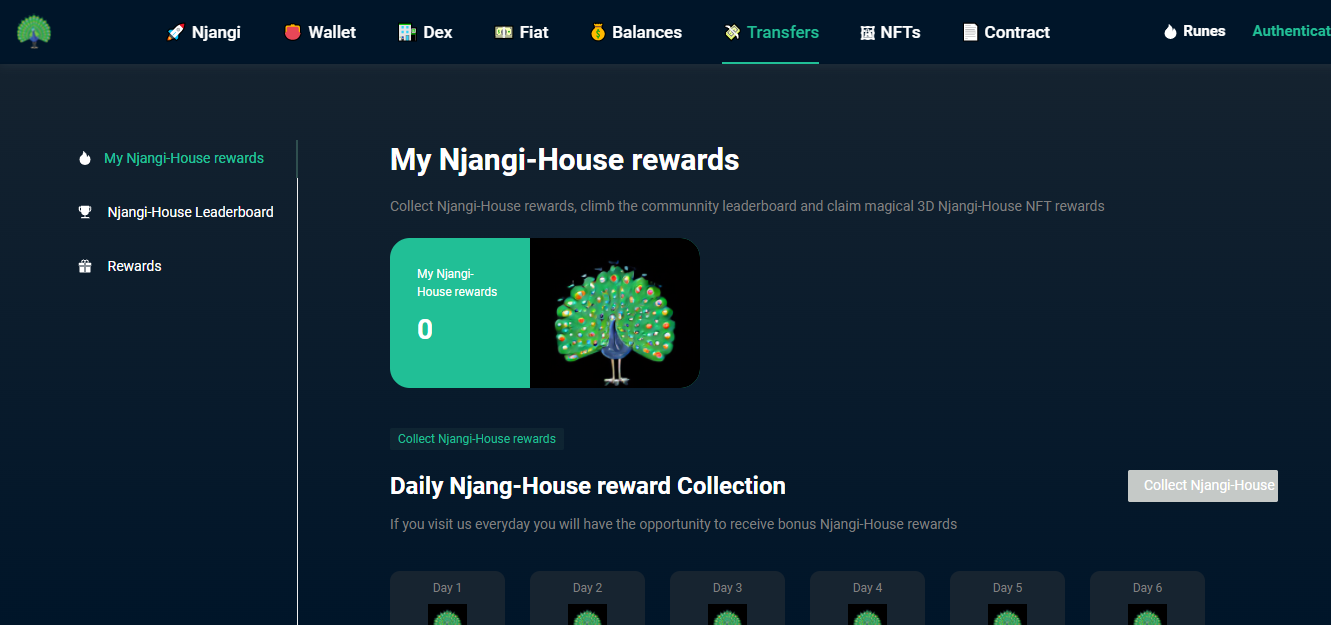 Njangi Wallet Dex Fiat Balances Transfers NFTs Contract Runes Authenticat
My Njangi-House rewards
Njangi-House Leaderboard
Rewards
My Njangi-House rewards
Collect Njangi-House rewards, climb the communnity leaderboard and claim magical 3D Njangi-House NFT rewards
My Njangi-
House rewards
0
Collect Njangi-House rewards
Daily Njang-House reward Collection
Collect Njangi-House
If you visit us everyday you will have the opportunity to receive bonus Njangi-House rewards
Day 1 Day 2 Day 3 Day 4 Day 5 Day 6